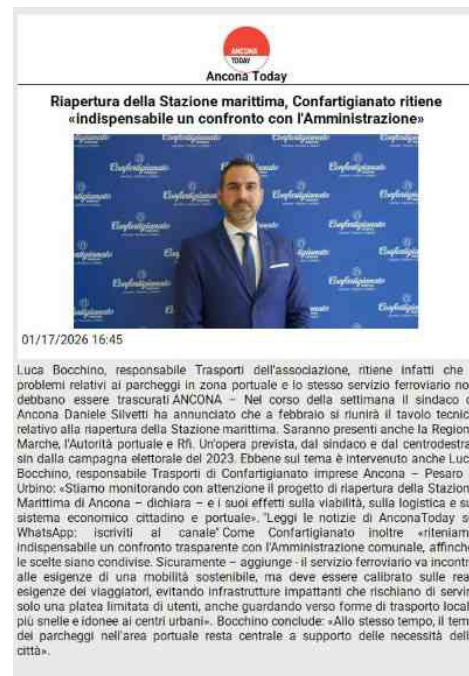 ANCONA
TODAY
Ancona Today
Riapertura della Stazione marittima, Confartigianato ritiene
«indispensabile un confronto con l'Amministrazione»
Confartigianato Confartigianato
01/17/2026 16:45
Luca Bocchino, responsabile Trasporti dell'associazione, ritiene infatti che
problemi relativi ai parcheggi in zona portuale e lo stesso servizio ferroviario no
debbano essere trascurati ANCONA – Nel corso della settimana il sindaco d
Ancona Daniele Silvetti ha annunciato che a febbraio si riunirà il tavolo tecnic
relativo alla riapertura della Stazione marittima. Saranno presenti anche la Region
Marche, l'Autorità portuale e Rfi. Un'opera prevista, dal sindaco e dal centrodestra
sin dalla campagna elettorale del 2023. Ebbene sul tema è intervenuto anche Luc
Bocchino, responsabile Trasporti di Confartigianato imprese Ancona – Pesaro
Urbino: «Stiamo monitorando con attenzione il progetto di riapertura della Stazion
Marittima di Ancona – dichiara – e i suoi effetti sulla viabilità, sulla logistica e su
sistema economico cittadino e portuale». "Leggi le notizie di AnconaToday s
WhatsApp: iscriviti al canale" Come Confartigianato inoltre «riteniam
indispensabile un confronto trasparente con l'Amministrazione comunale, affinch
le scelte siano condivise. Sicuramente – aggiunge - il servizio ferroviario va incontr
alle esigenze di una mobilità sostenibile, ma deve essere calibrato sulle rea
esigenze dei viaggiatori, evitando infrastrutture impattanti che rischiano di servir
solo una platea limitata di utenti, anche guardando verso forme di trasporto local
più snelle e idonee ai centri urbani». Bocchino conclude: «Allo stesso tempo, il tem
dei parcheggi nell'area portuale resta centrale a supporto delle necessità dell
città».